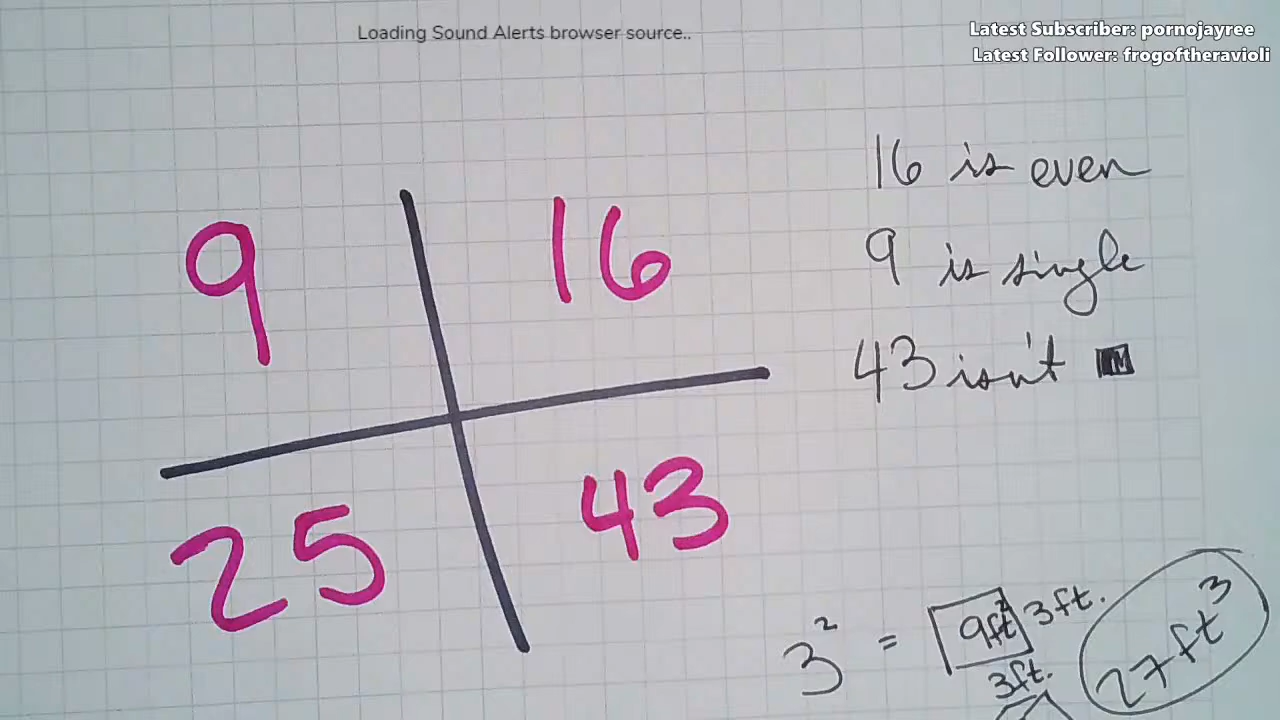 Loading Sound Alerts browser source..
Latest Subscriber: pornojayree
Latest Follower: frogoftheravioli
9 16
25 43
16 is even
9 is single
43 isn't
3² = 9ft² 3ft. 27ft³
3ft.